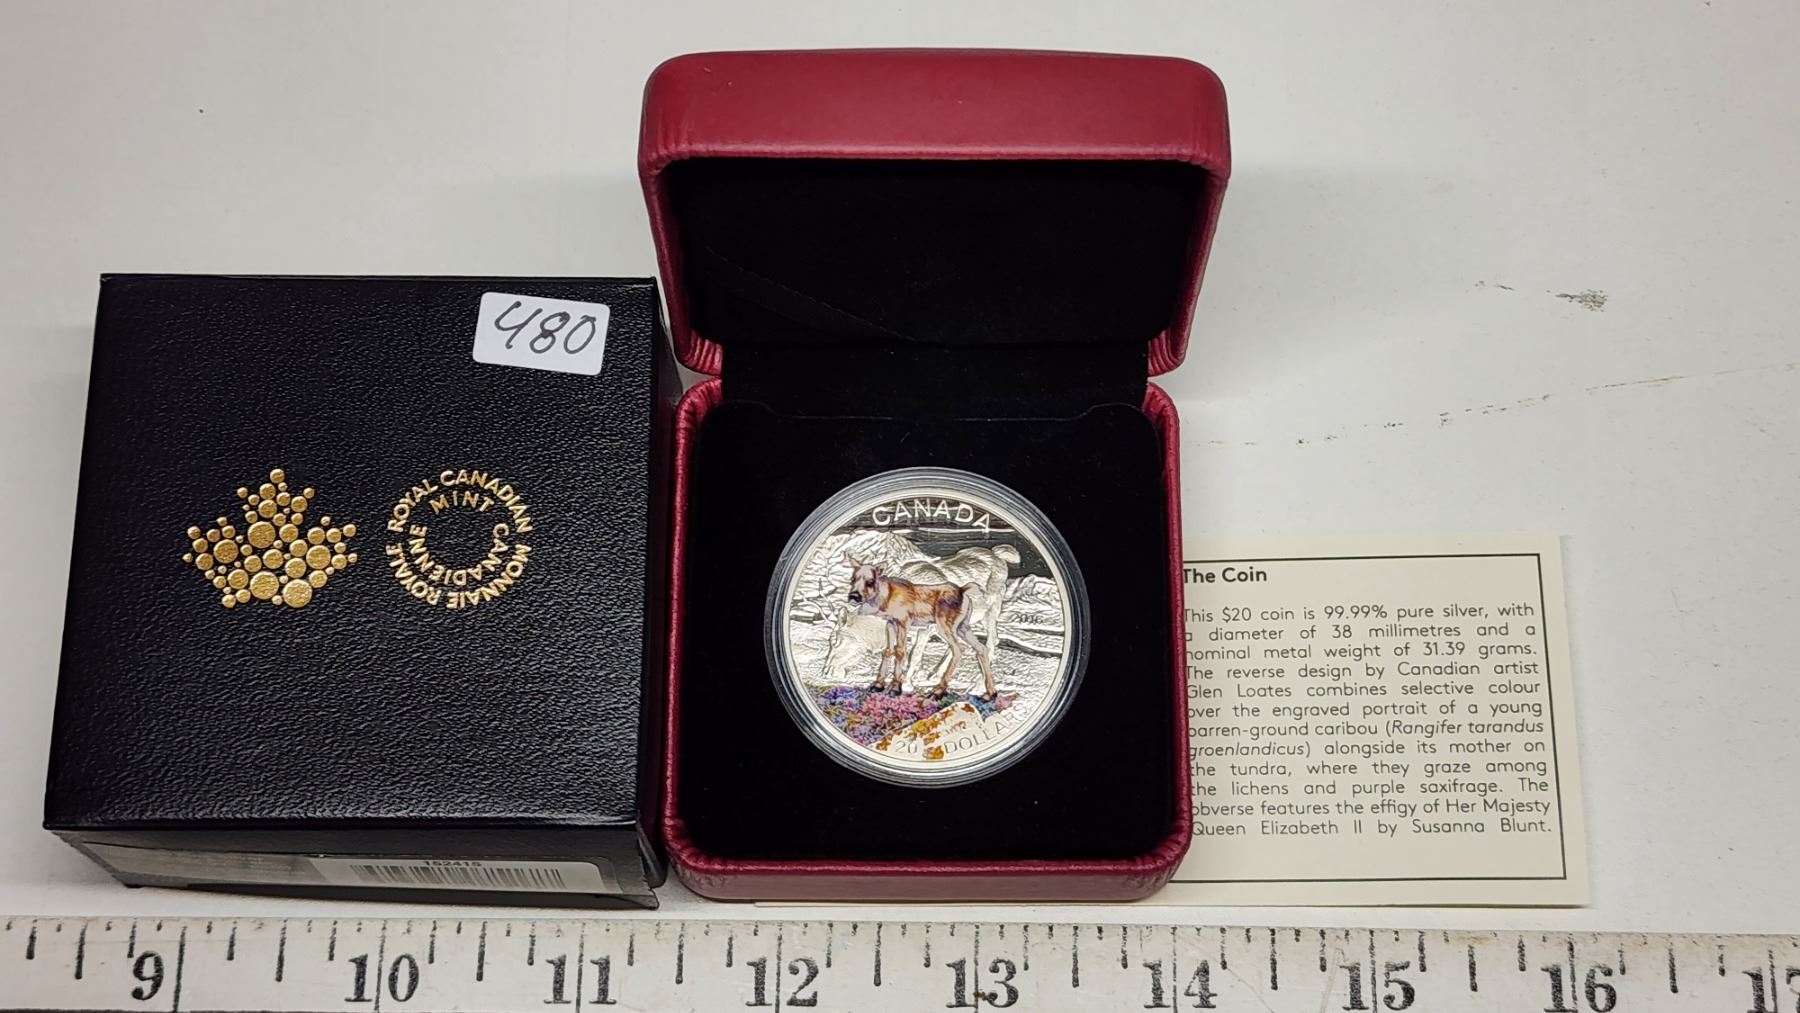 480
ROYAL CANADIAN MINT
MONNAIE ROYALE CANADIENNE
152415
CANADA
2016
20 DOLLARS
The Coin
This $20 coin is 99.99% pure silver, with
a diameter of 38 millimetres and a
nominal metal weight of 31.39 grams.
The reverse design by Canadian artist
Glen Loates combines selective colour
over the engraved portrait of a young
barren-ground caribou (Rangifer tarandus
groenlandicus) alongside its mother on
the tundra, where they graze among
the lichens and purple saxifrage. The
obverse features the effigy of Her Majesty
Queen Elizabeth II by Susanna Blunt.
9 10 11 12 13 14 15 16 17